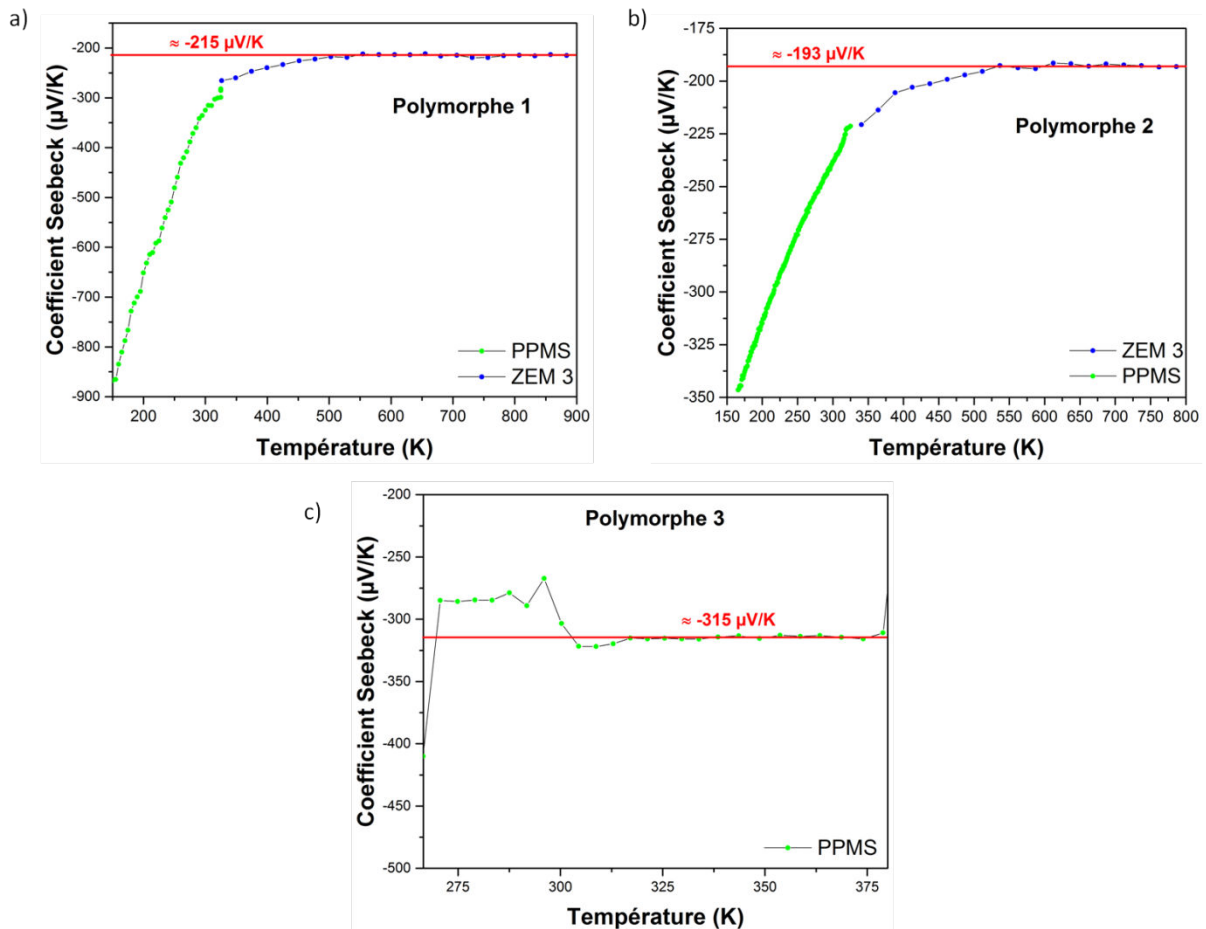 a)
-200
-300
-400
-500
-600
-700
-800
-900
Coefficient Seebeck (µV/K)
≈ -215 µV/K
Polymorphe 1
PPMS
ZEM 3
200 300 400 500 600 700 800 900
Température (K)
b)
-175
-200
-225
-250
-275
-300
-325
-350
Coefficient Seebeck (µV/K)
≈ -193 µV/K
Polymorphe 2
ZEM 3
PPMS
150 200 250 300 350 400 450 500 550 600 650 700 750 800
Température (K)
c)
-200
-250
-300
-350
-400
-450
-500
Coefficient Seebeck (µV/K)
Polymorphe 3
≈ -315 µV/K
PPMS
275 300 325 350 375
Température (K)